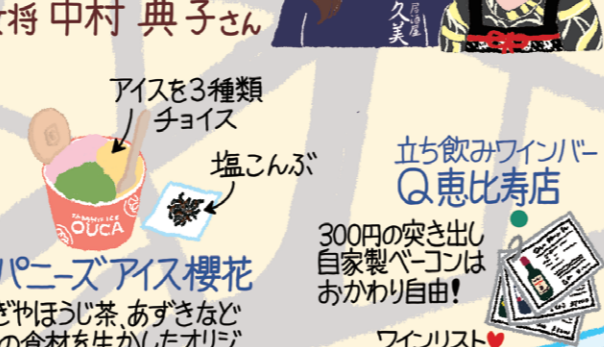 将 中村 典子さん
居酒屋
久美
アイスを3種類
チョイス
塩こんぶ
JAPANESE ICE
OUCA
パニーズアイス櫻花
ぎやほうじ茶、あずきなど
の食材を生かしたオリジ
立ち飲みワインバー
Q恵比寿店
300円の突き出し
自家製ベーコンは
おかわり自由!
ワインリスト♥